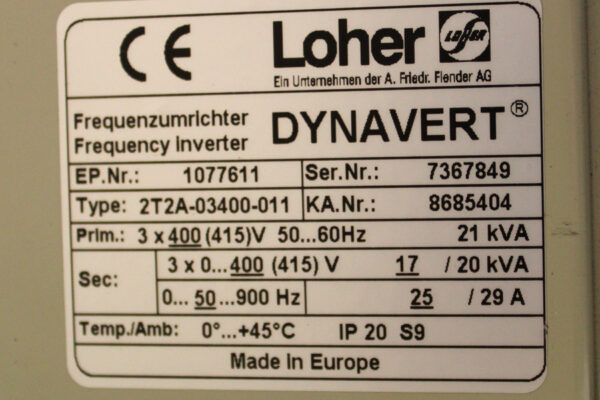 CE Loher LOHER
Ein Unternehmen der A. Friedr. Flender AG
Frequenzumrichter
Frequency Inverter DYNAVERT®
EP.Nr.: 1077611 Ser.Nr.: 7367849
Type: 2T2A-03400-011 KA.Nr.: 8685404
Prim.: 3 x 400 (415)V 50...60Hz 21 kVA
Sec: 3 x 0...400 (415) V 17 / 20 kVA
0... 50 ...900 Hz 25 / 29 A
Temp./Amb: 0°...+45°C IP 20 S9
Made In Europe